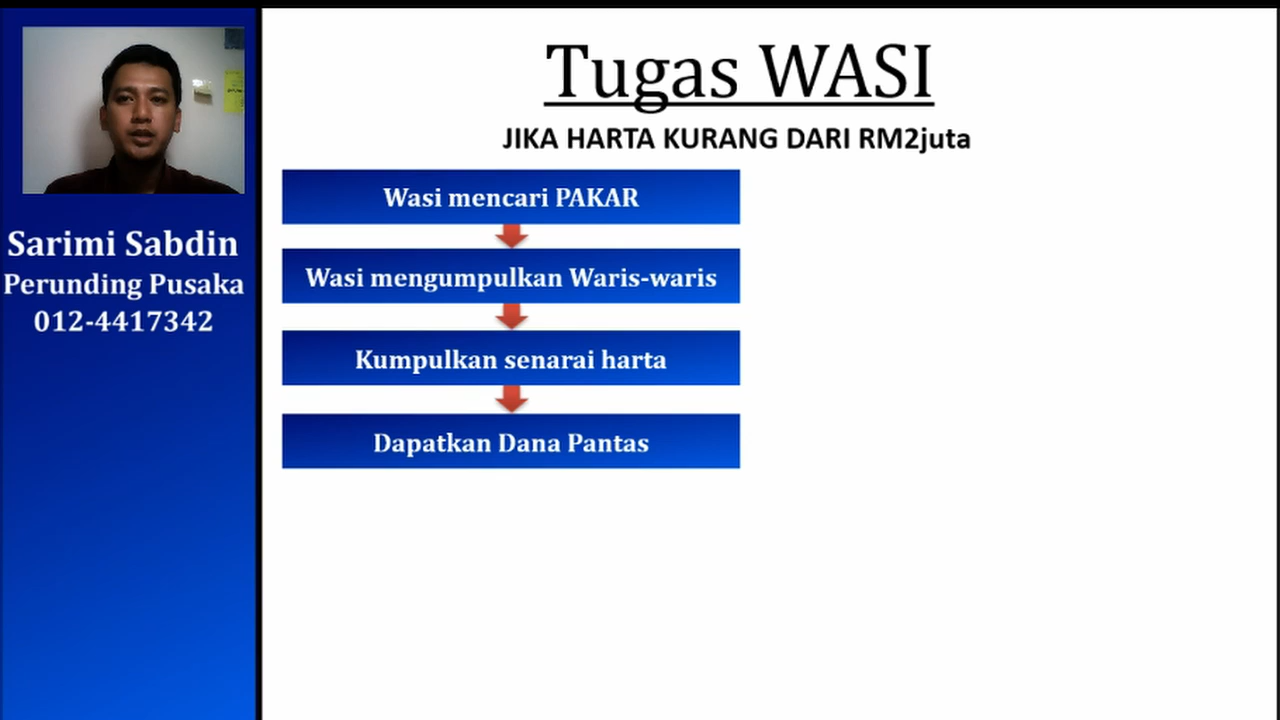 Sarimi Sabdin
Perunding Pusaka
012-4417342
Tugas WASI
JIKA HARTA KURANG DARI RM2juta
Wasi mencari PAKAR
Wasi mengumpulkan Waris-waris
Kumpulkan senarai harta
Dapatkan Dana Pantas